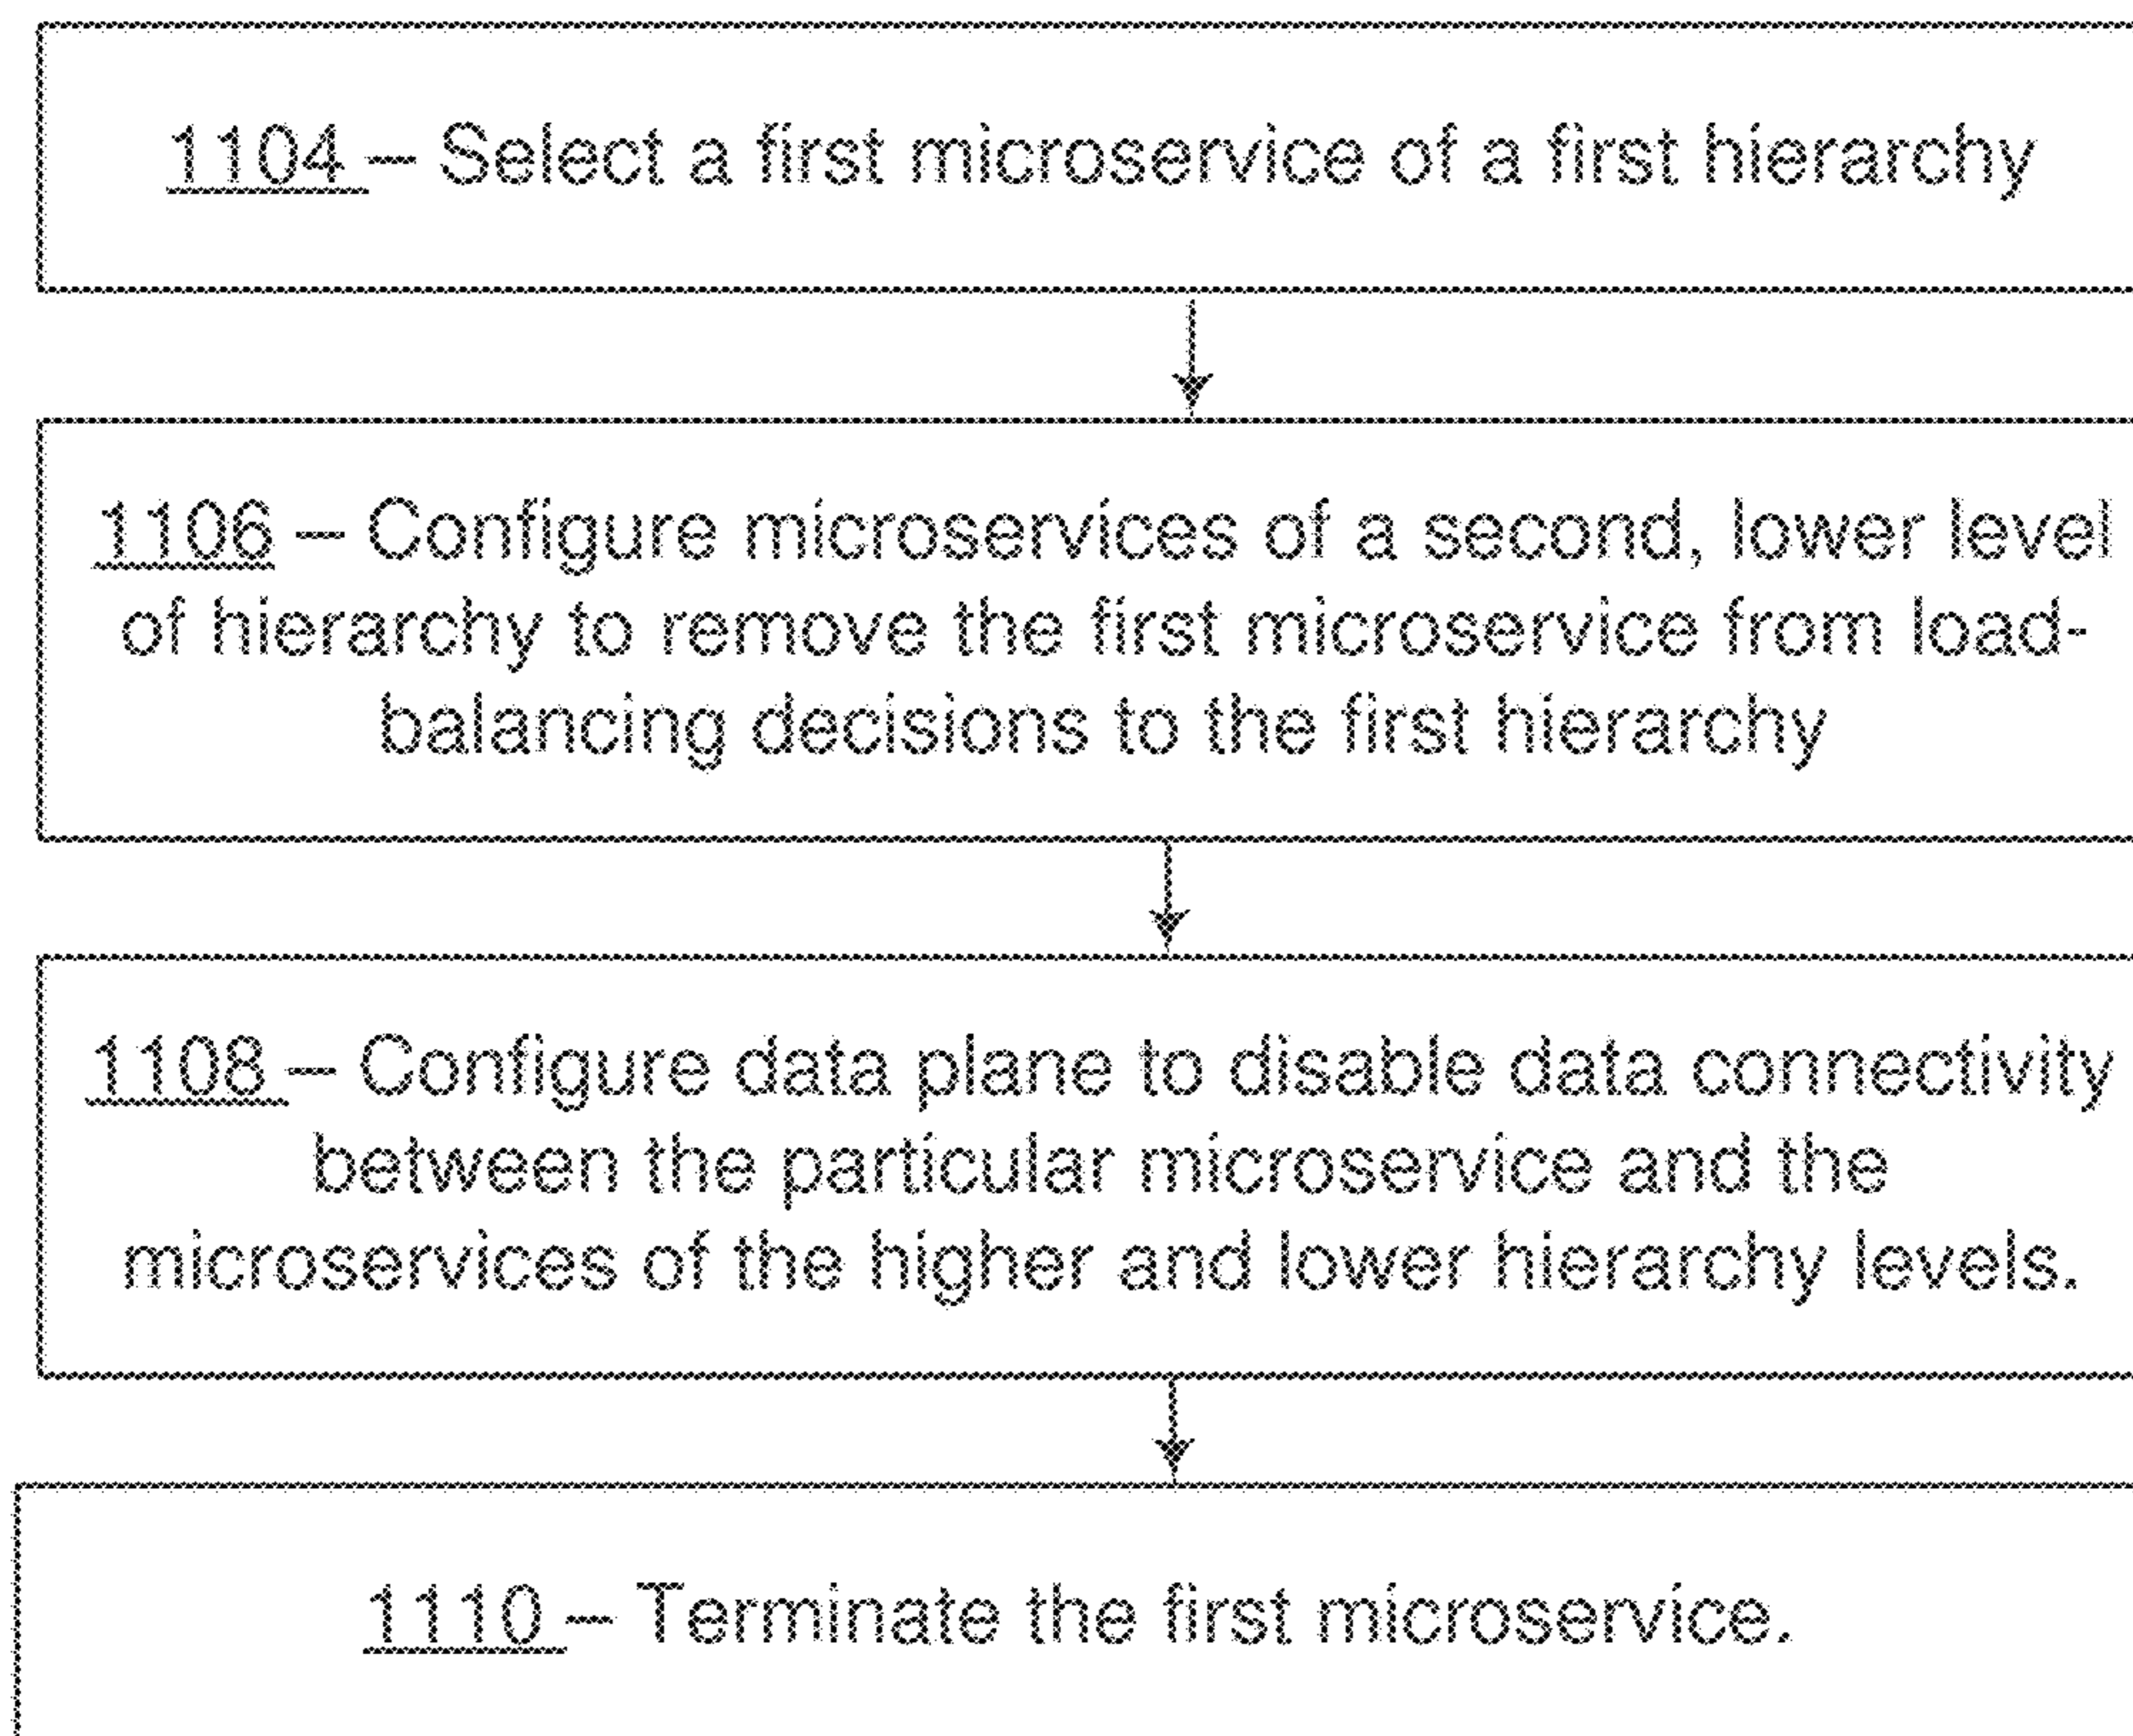 1104 – Select a first microservice of a first hierarchy
1106 – Configure microservices of a second, lower level
of hierarchy to remove the first microservice from load-
balancing decisions to the first hierarchy
1108 – Configure data plane to disable data connectivity
between the particular microservice and the
microservices of the higher and lower hierarchy levels.
1110 – Terminate the first microservice.